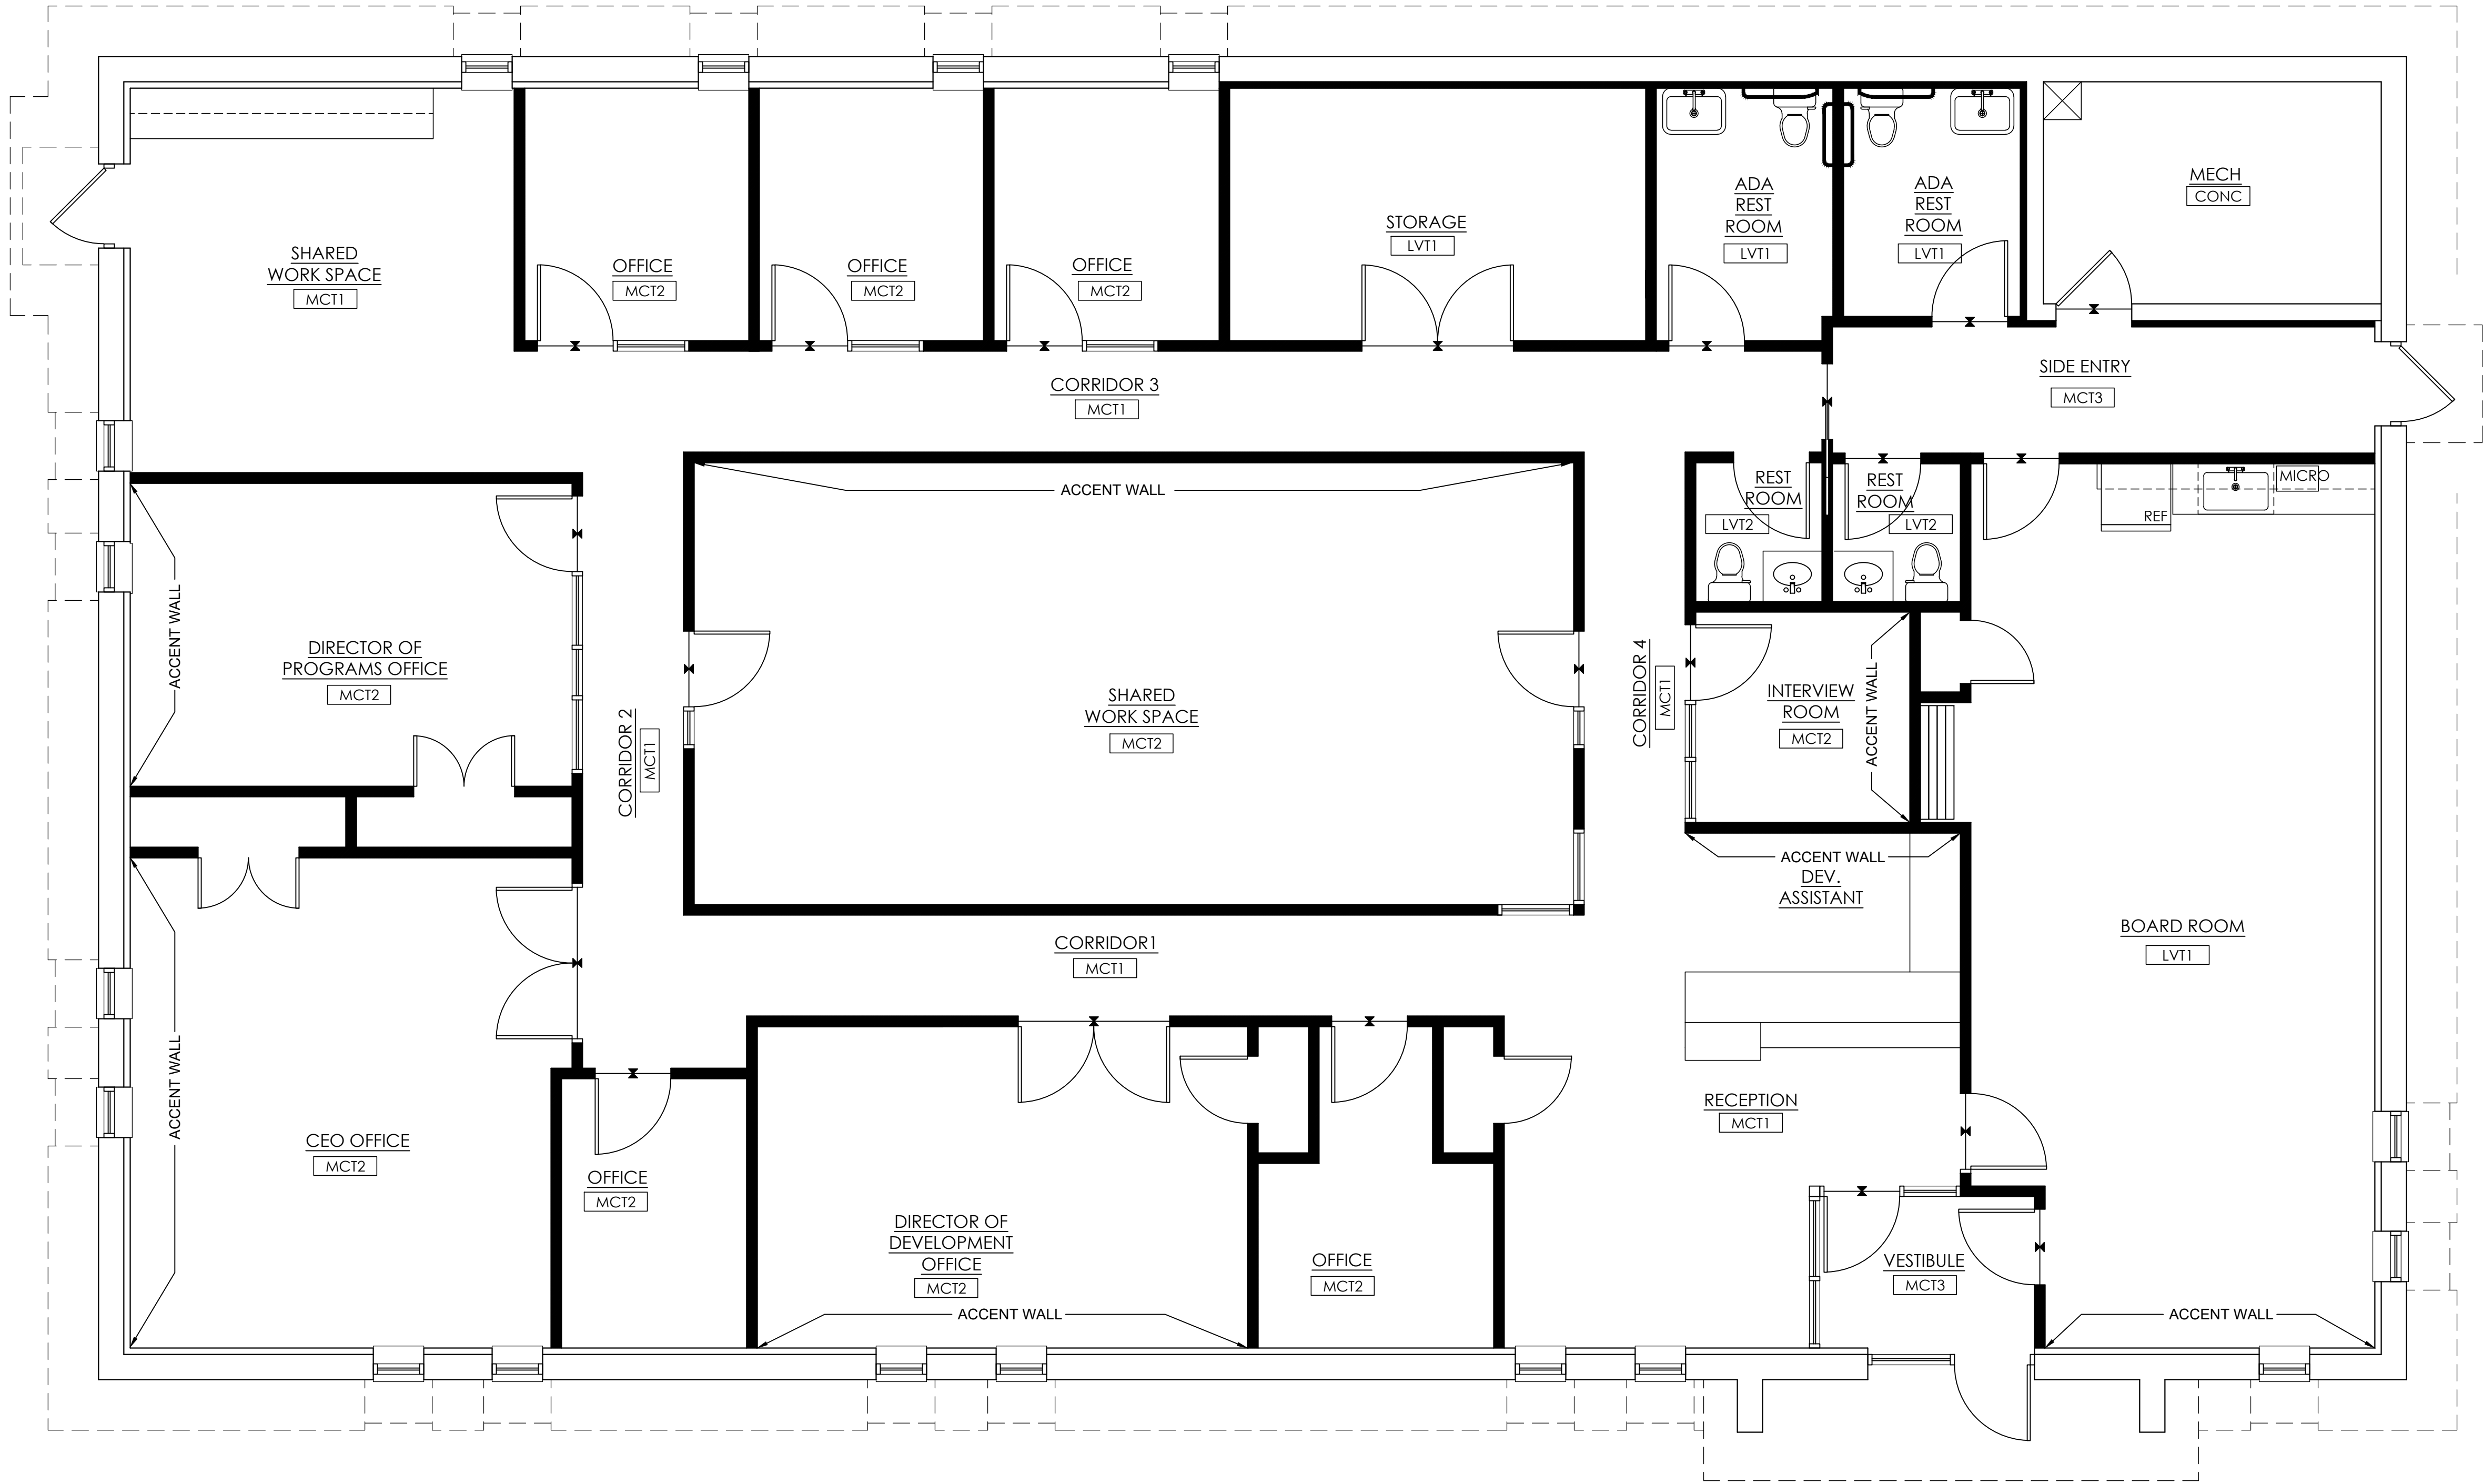 MECH
CONC
ADA
REST
ROOM
LVT1
ADA
REST
ROOM
LVT1
STORAGE
LVT1
SHARED
WORK SPACE
MCT1
OFFICE
MCT2
OFFICE
MCT2
OFFICE
MCT2
CORRIDOR 3
MCT1
SIDE ENTRY
MCT3
ACCENT WALL
REST
ROOM
LVT2
REST
ROOM
LVT2
MICRO
REF
ACCENT WALL
DIRECTOR OF
PROGRAMS OFFICE
MCT2
CORRIDOR 2
MCT1
SHARED
WORK SPACE
MCT2
CORRIDOR 4
MCT1
INTERVIEW
ROOM
MCT2
ACCENT WALL
ACCENT WALL
DEV.
ASSISTANT
BOARD ROOM
LVT1
CORRIDOR1
MCT1
ACCENT WALL
CEO OFFICE
MCT2
OFFICE
MCT2
DIRECTOR OF
DEVELOPMENT
OFFICE
MCT2
ACCENT WALL
OFFICE
MCT2
RECEPTION
MCT1
VESTIBULE
MCT3
ACCENT WALL